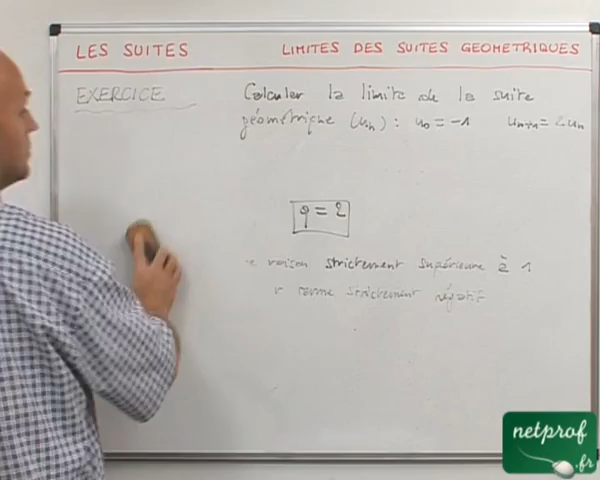 LES SUITES LIMITES DES SUITES GEOMETRIQUES
EXERCICE Calculer la limite de la suite
géométrique (un) : u0 = -1 un+1 = 2un
q = 2
e raison strictement supérieure à 1
r terme strictement négatif
netprof
.fr